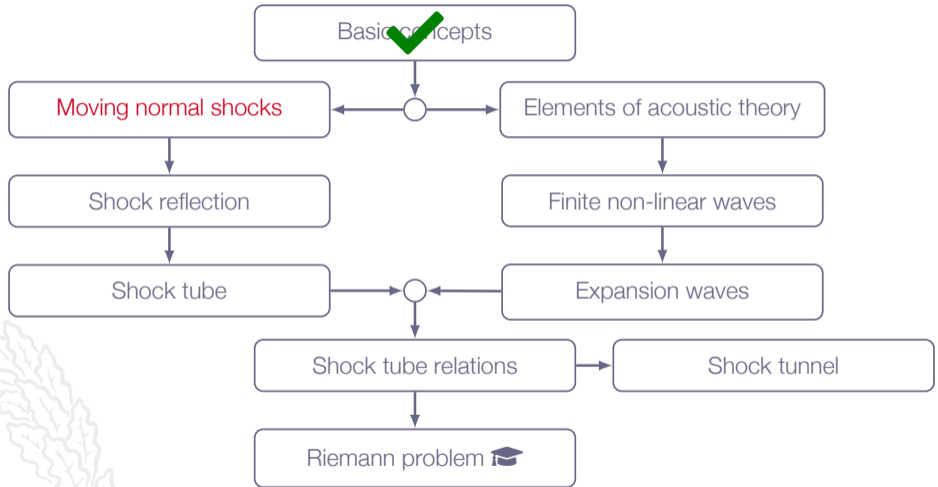 Basic concepts
Moving normal shocks
Elements of acoustic theory
Shock reflection
Finite non-linear waves
Shock tube
Expansion waves
Shock tube relations
Shock tunnel
Riemann problem